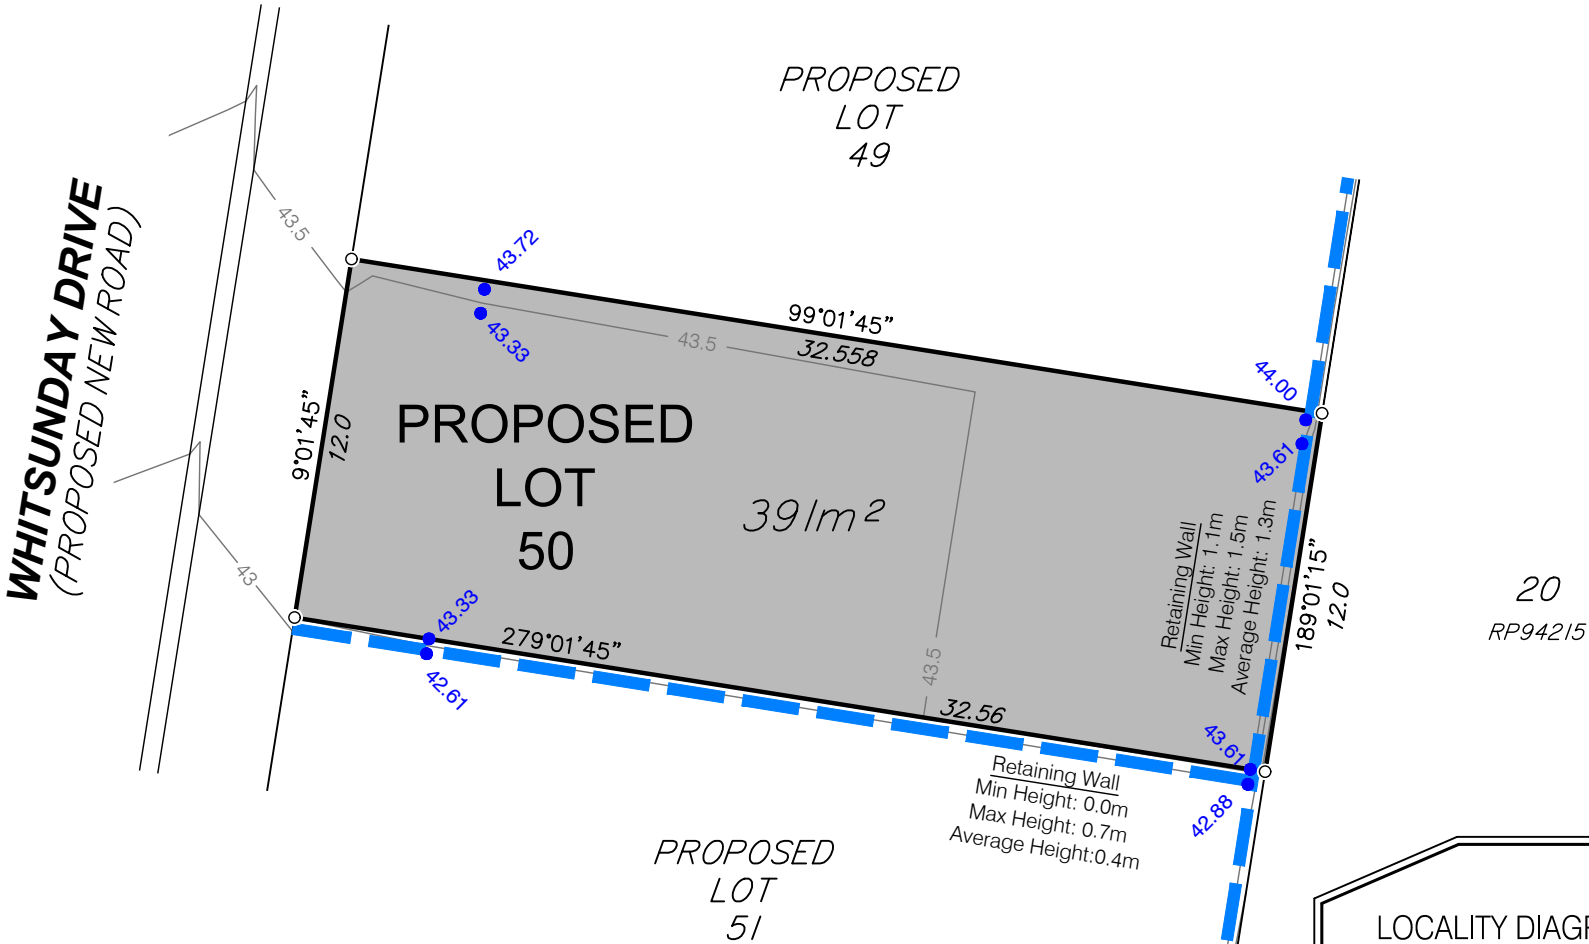 PROPOSED
LOT
49
WHITSUNDAY DRIVE
(PROPOSED NEW ROAD)
43.5
43.72
43.33
43.5
99°01'45"
32.558
44.00
43.61
9°01'45"
12.0
PROPOSED
LOT
50
391m²
Retaining Wall
Min Height: 1.1m
Max Height: 1.5m
Average Height: 1.3m
189°01'15"
12.0
20
RP94215
43
43.33
42.61
279°01'45"
43.5
32.56
43.61
42.88
Retaining Wall
Min Height: 0.0m
Max Height: 0.7m
Average Height:0.4m
PROPOSED
LOT
51
LOCALITY